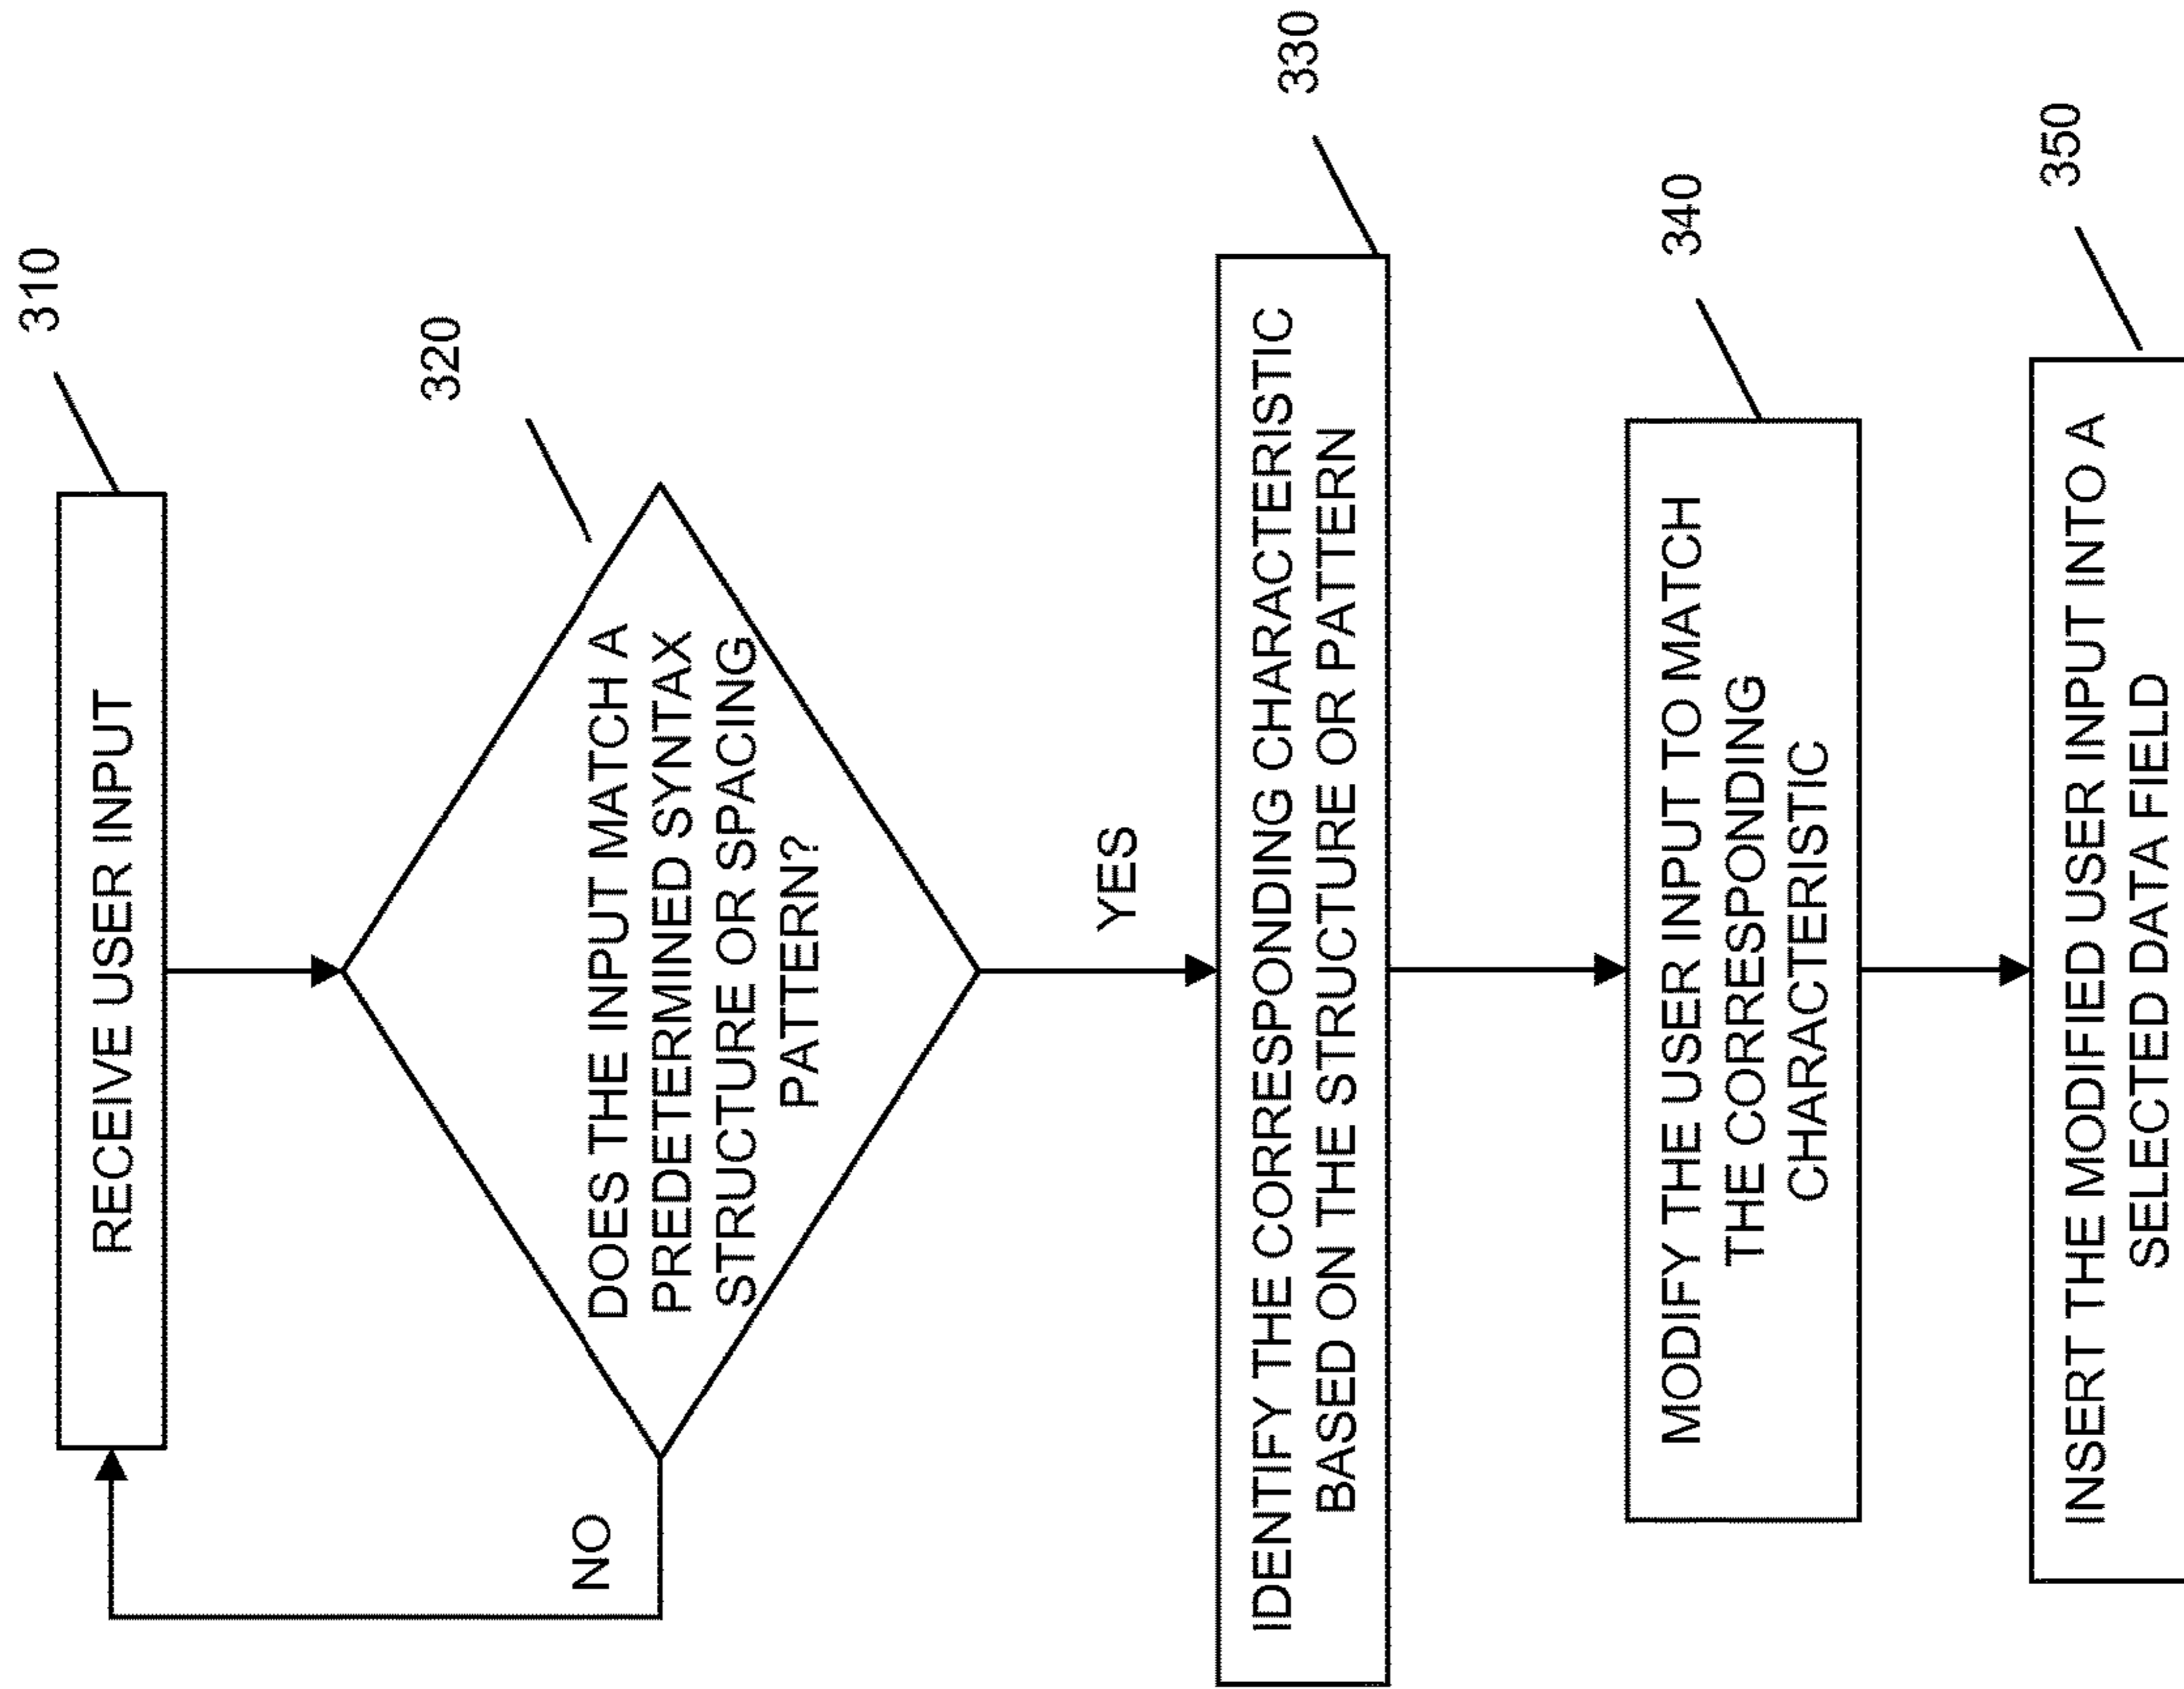 310
RECEIVE USER INPUT
320
DOES THE INPUT MATCH A
PREDETERMINED SYNTAX
STRUCTURE OR SPACING
PATTERN?
NO
YES
330
IDENTIFY THE CORRESPONDING CHARACTERISTIC
BASED ON THE STRUCTURE OR PATTERN
340
MODIFY THE USER INPUT TO MATCH
THE CORRESPONDING
CHARACTERISTIC
350
INSERT THE MODIFIED USER INPUT INTO A
SELECTED DATA FIELD